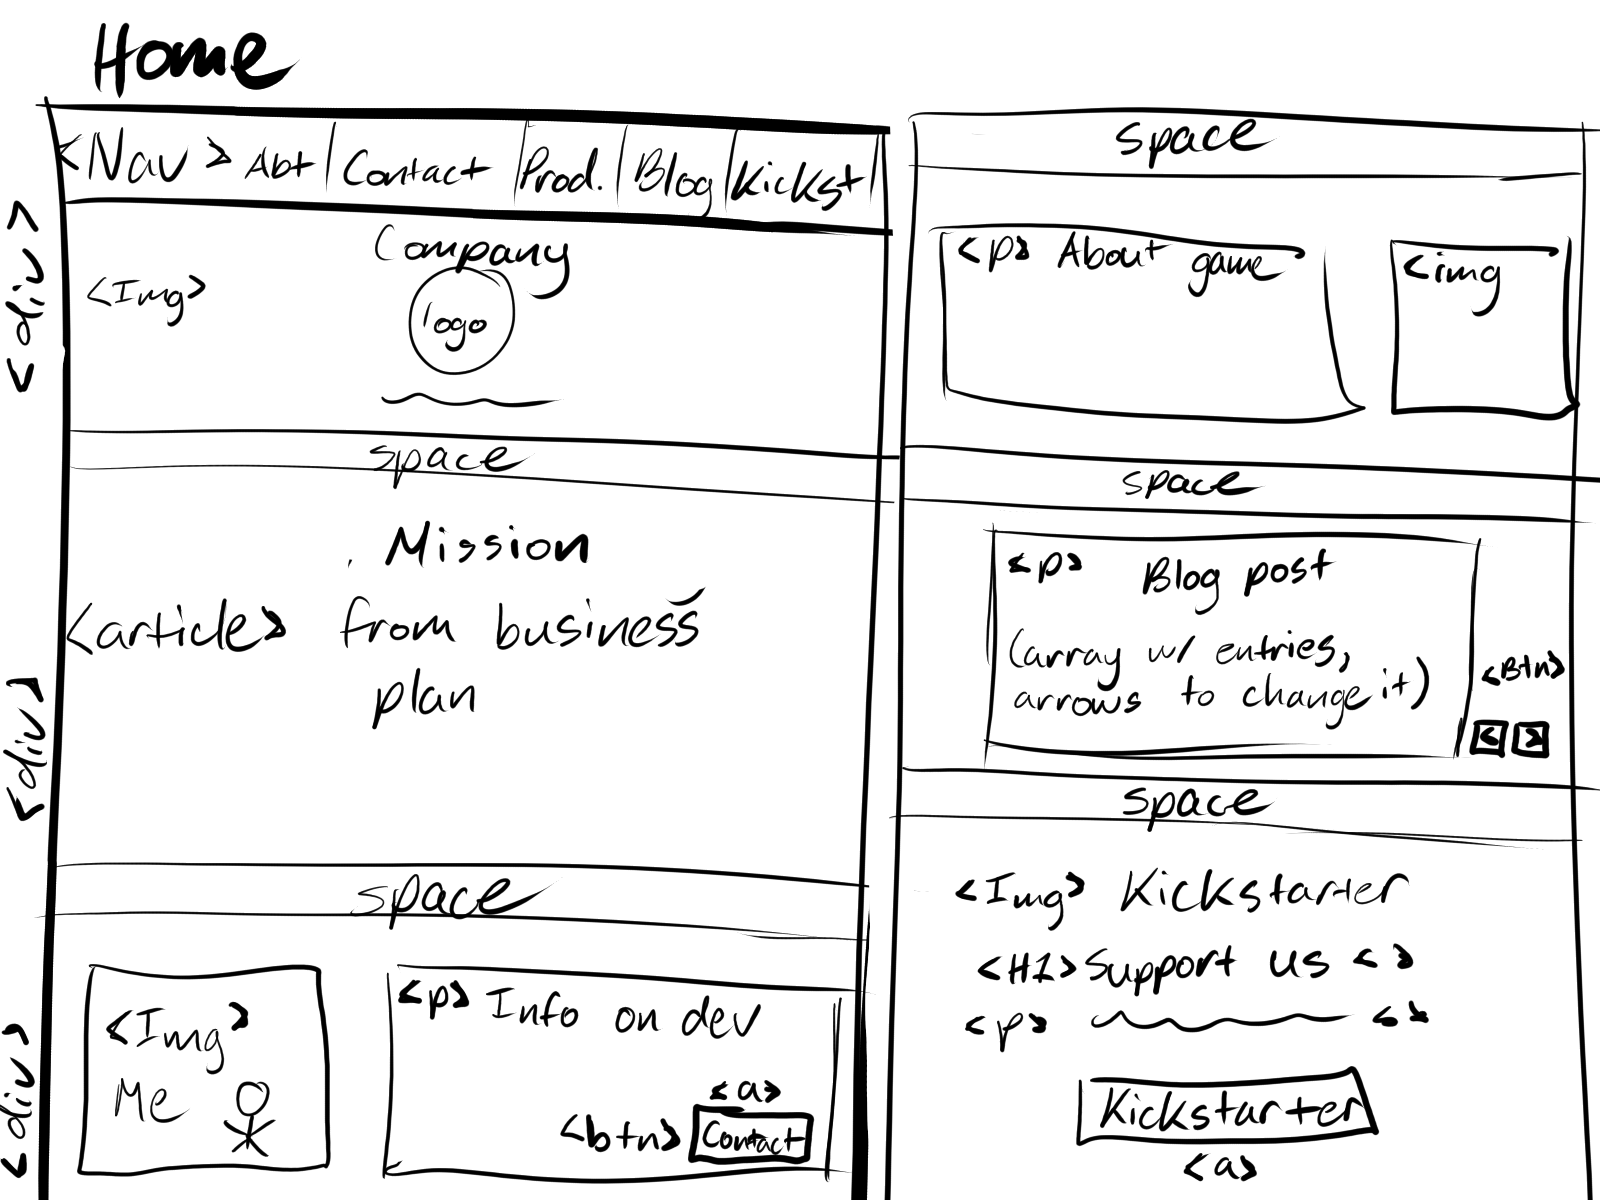 Home
<Nav> Abt | Contact | Prod. | Blog | Kickst |
<div>
Company
<Img>
logo
space
Mission
<article> from business
plan
<div>
space
<Img>
Me
<p> Info on dev
<a>
<btn> Contact
<div>
space
<p> About game
<img
space
<p> Blog post
(array w/ entries,
arrows to change it)
<Btn>
< >
space
<Img> Kickstarter
<H1> Support us < >
<p> < >
Kickstarter
<a>